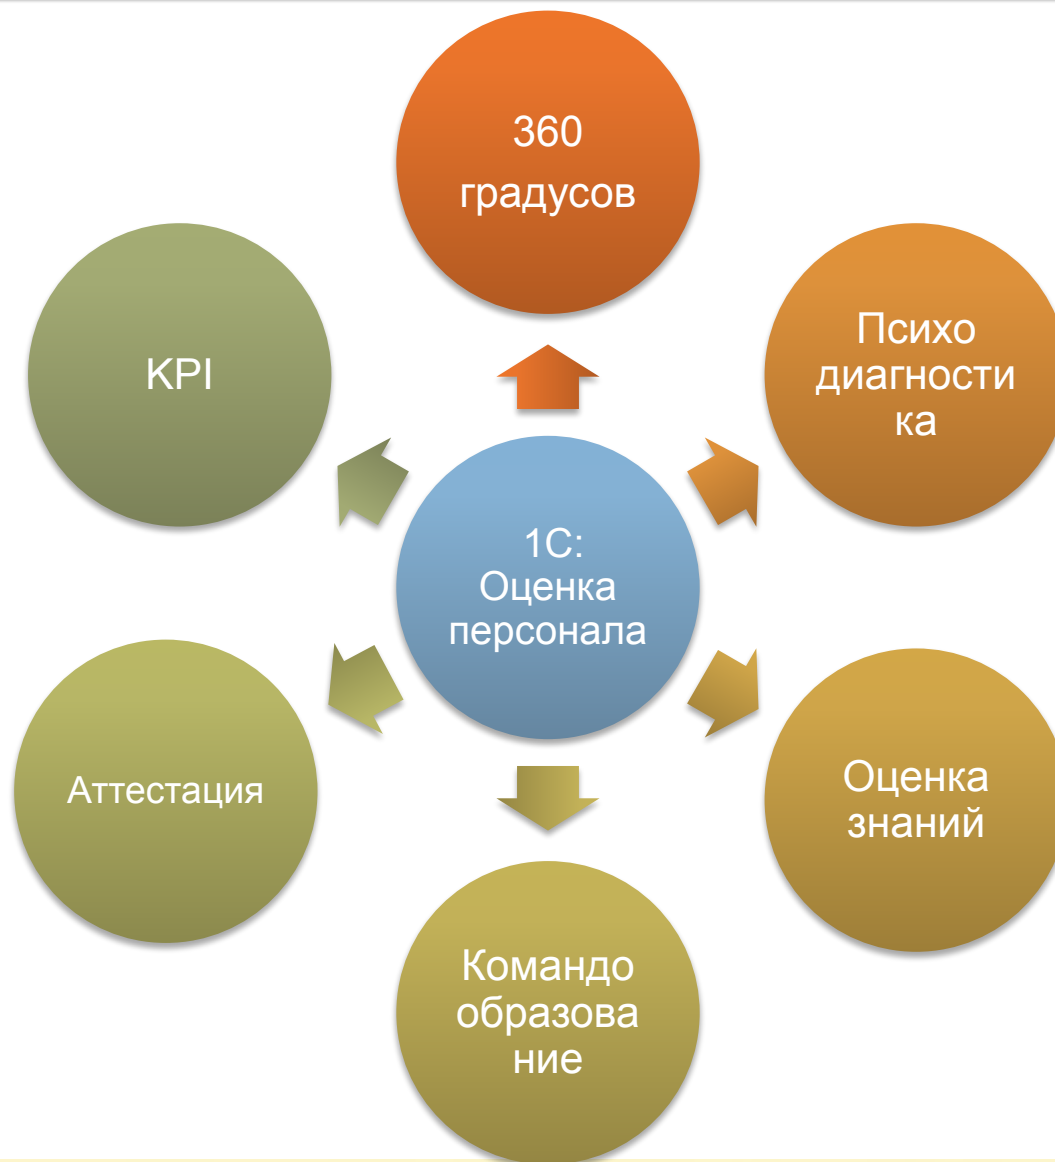 360
градусов
Психо
диагности
ка
KPI
1С:
Оценка
персонала
Оценка
знаний
Аттестация
Командо
образова
ние